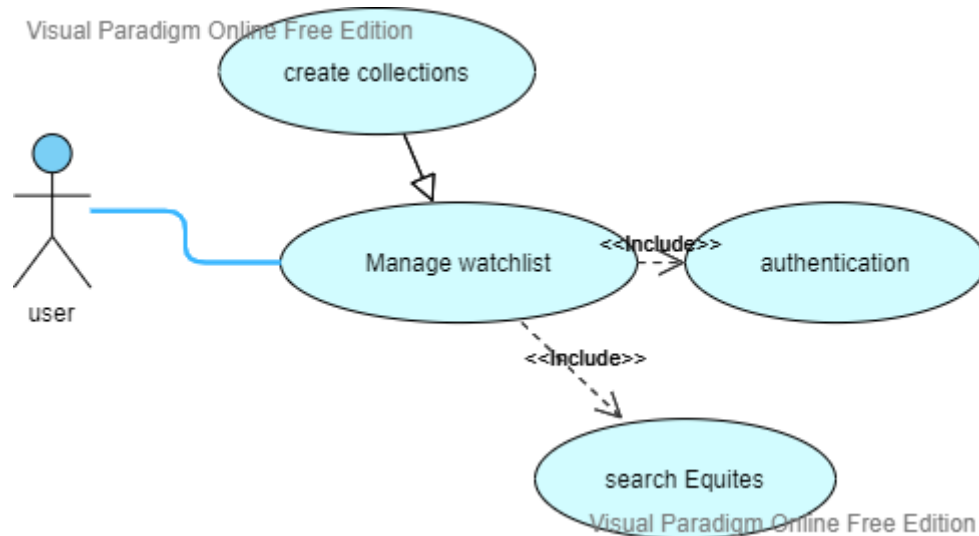 Visual Paradigm Online Free Edition
create collections
user
Manage watchlist
<<Include>>
authentication
<<Include>>
search Equites
Visual Paradigm Online Free Edition